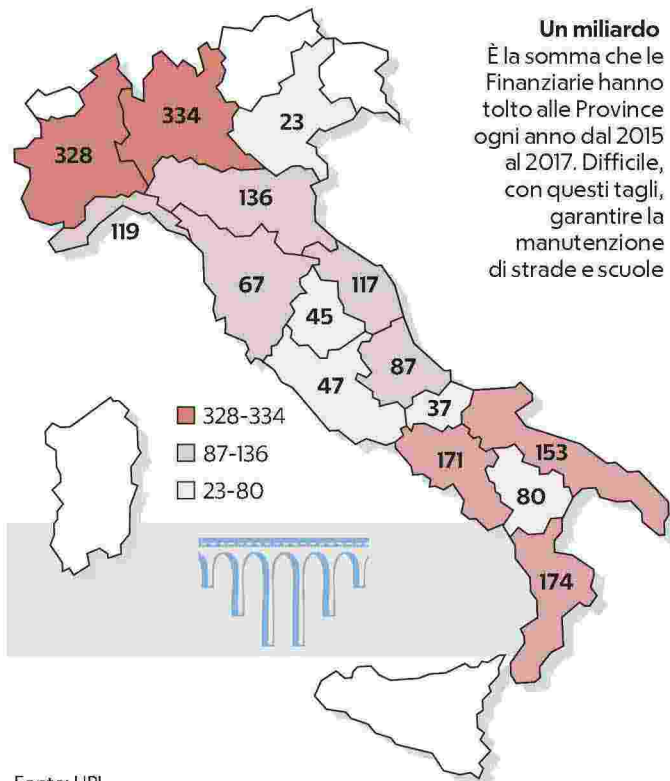 Un miliardo
È la somma che le
Finanziarie hanno
tolto alle Province
ogni anno dal 2015
al 2017. Difficile,
con questi tagli,
garantire la
manutenzione
di strade e scuole
334
23
328
136
119
67
117
45
87
47
37
171
153
80
174
328-334
87-136
23-80
Fonte: UPI